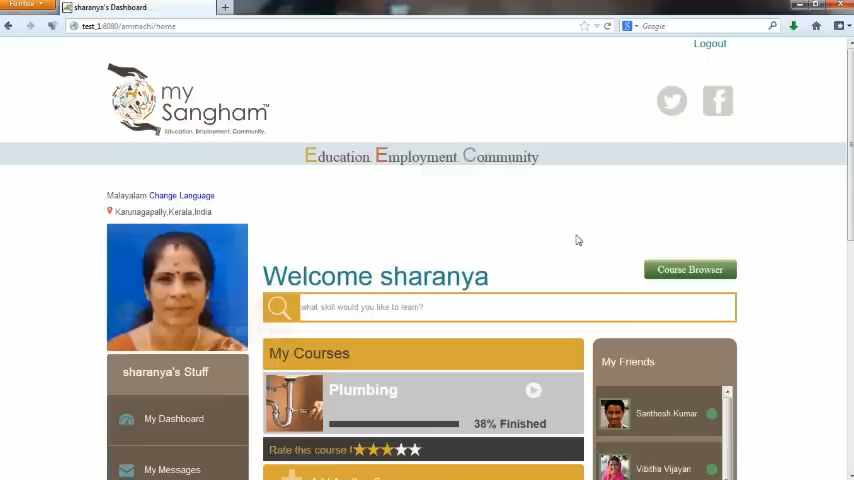 Firefox
sharanya's Dashboard
test_1:8080/ammachi/home
Google
Logout
my
Sangham™
Education. Employment. Community.
Education Employment Community
Malayalam Change Language
Karunagapally,Kerala,India
Welcome sharanya
Course Browser
what skill would you like to learn?
My Courses
My Friends
sharanya's Stuff
Plumbing
38% Finished
Santhosh Kumar
My Dashboard
Rate this course !
My Messages
Vibitha Vijayan